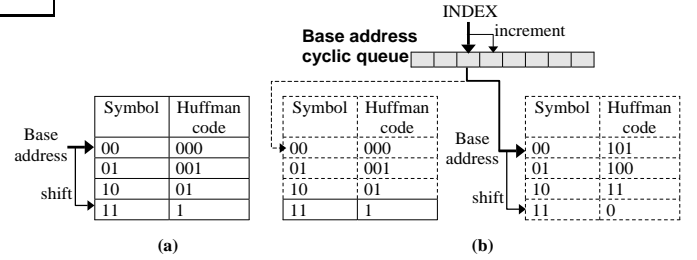 INDEX
increment
Base address
cyclic queue
Symbol Huffman code
00 000
01 001
10 01
11 1
Base address
shift
(a)
Symbol Huffman code
00 000
01 001
10 01
11 1
Base address
shift
Symbol Huffman code
00 101
01 100
10 11
11 0
(b)